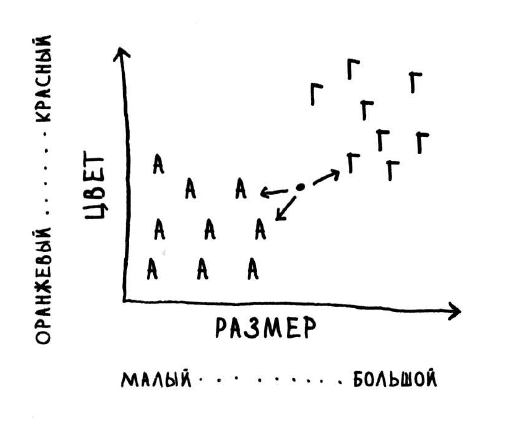 ОРАНЖЕВЫЙ ....... КРАСНЫЙ
ЦВЕТ
Г
Г
Г
Г
Г
Г
Г
Г
А
А А
А А А
А А А
РАЗМЕР
МАЛЫЙ · · · · · · · · · · БОЛЬШОЙ